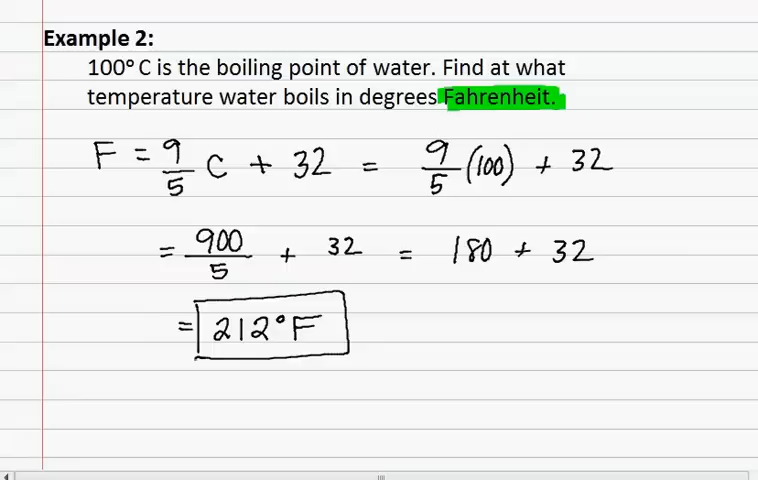 Example 2:
100° C is the boiling point of water. Find at what
temperature water boils in degrees Fahrenheit.
F = 9/5 C + 32 = 9/5 (100) + 32
= 900/5 + 32 = 180 + 32
= 212°F